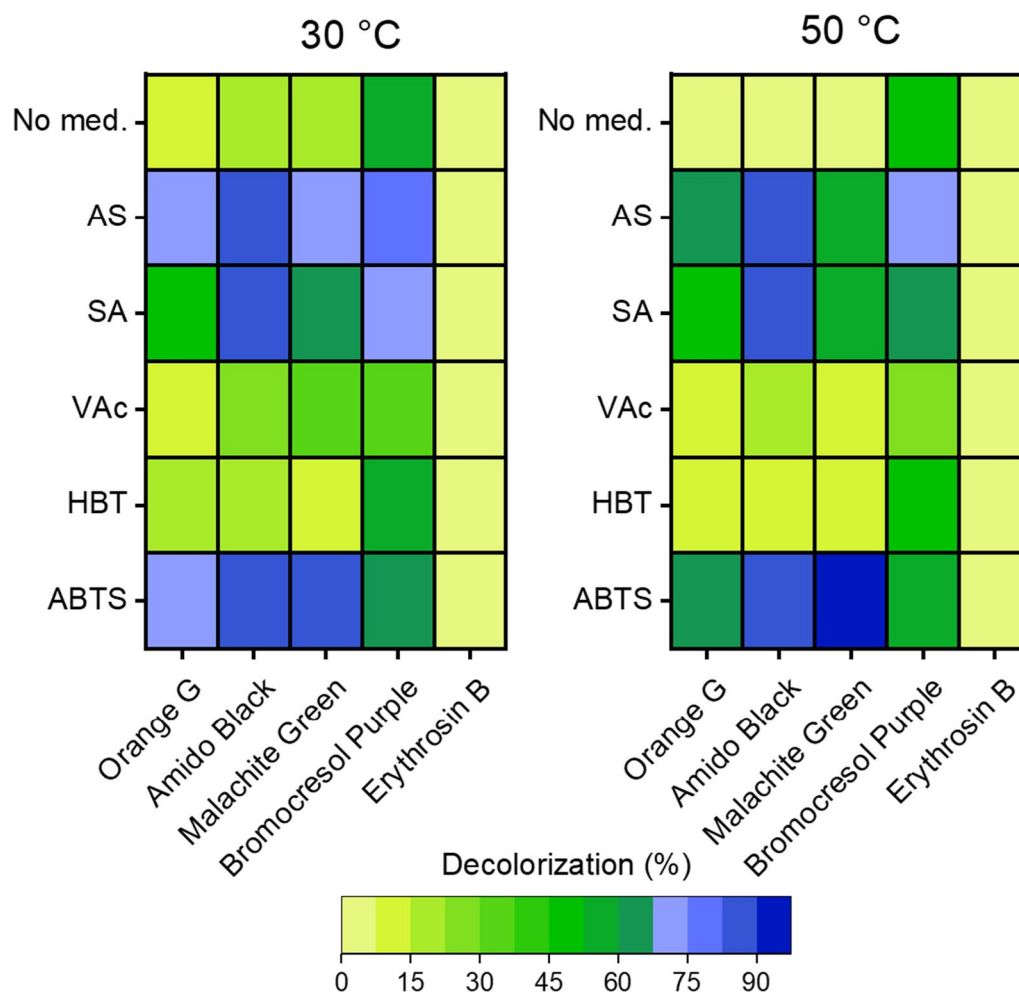 30 °C
No med.
AS
SA
VAc
HBT
ABTS
Orange G
Amido Black
Malachite Green
Bromocresol Purple
Erythrosin B
50 °C
No med.
AS
SA
VAc
HBT
ABTS
Orange G
Amido Black
Malachite Green
Bromocresol Purple
Erythrosin B
Decolorization (%)
0 15 30 45 60 75 90